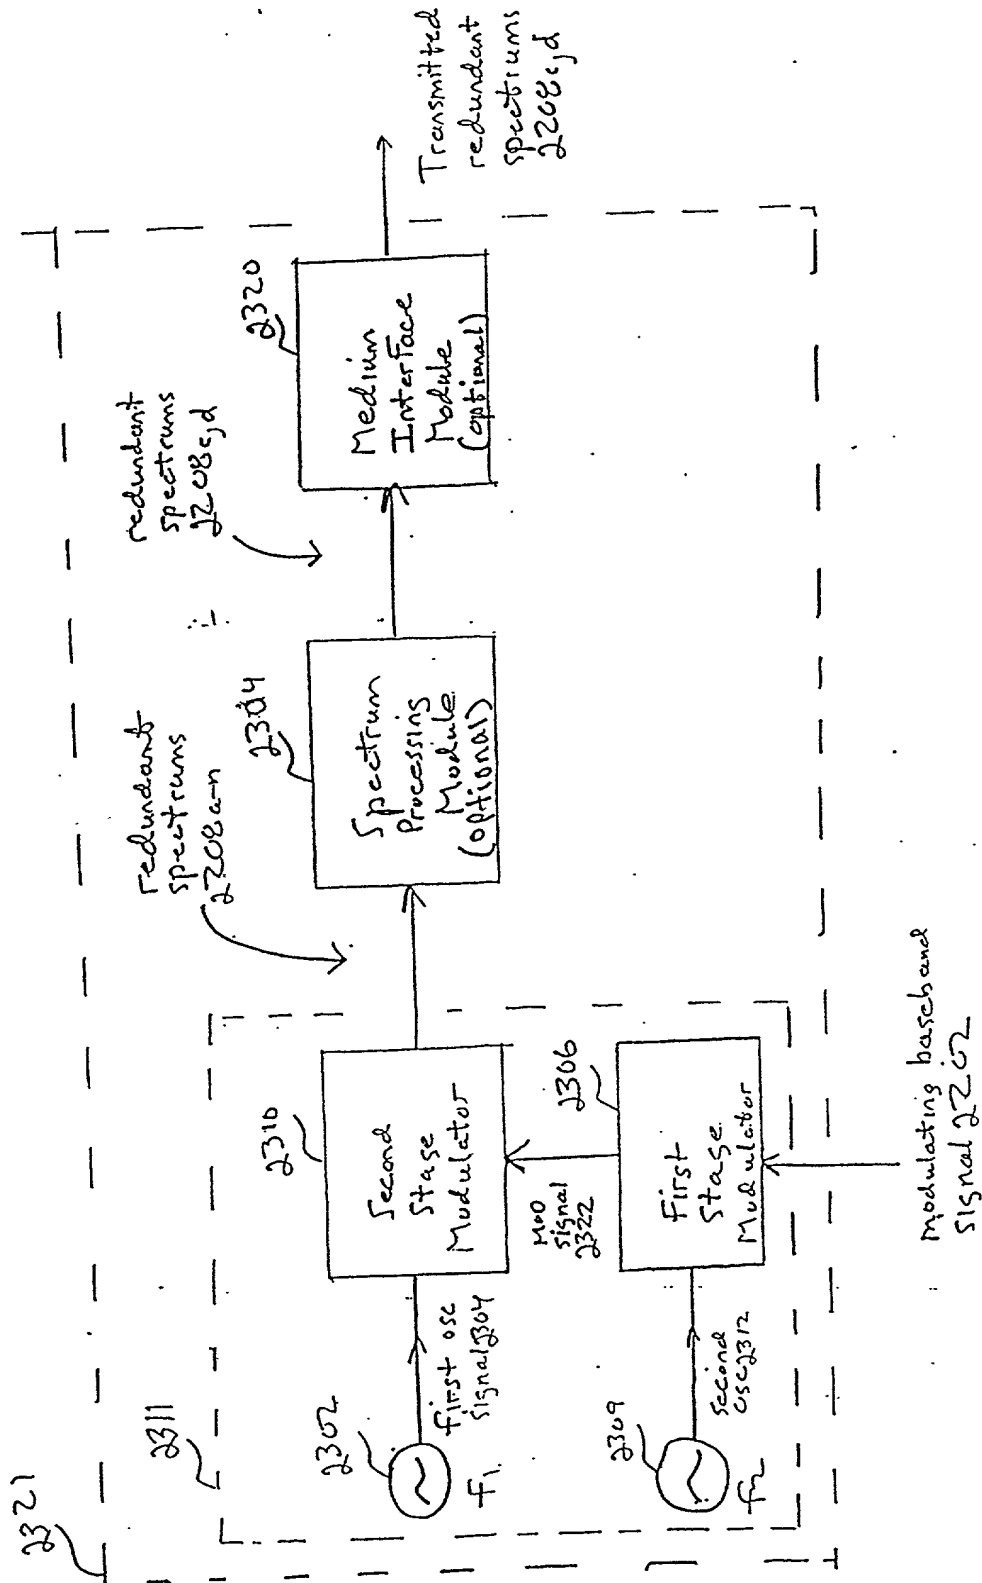 2321
2311
2302
f1.
First osc
signal 2304
2309
f2
second
osc 2312
2310
Second
Stage
Modulator
MOD
signal
2322
2306
First
Stage
Modulator
modulating baseband
signal 2202
redundant
spectrums
2208a-n
2304
Spectrum
Processing
Module
(optional)
redundant
spectrums
2208c,d
2320
Medium
Interface
Module
(optional)
Transmitted
redundant
spectrums
2208c,d